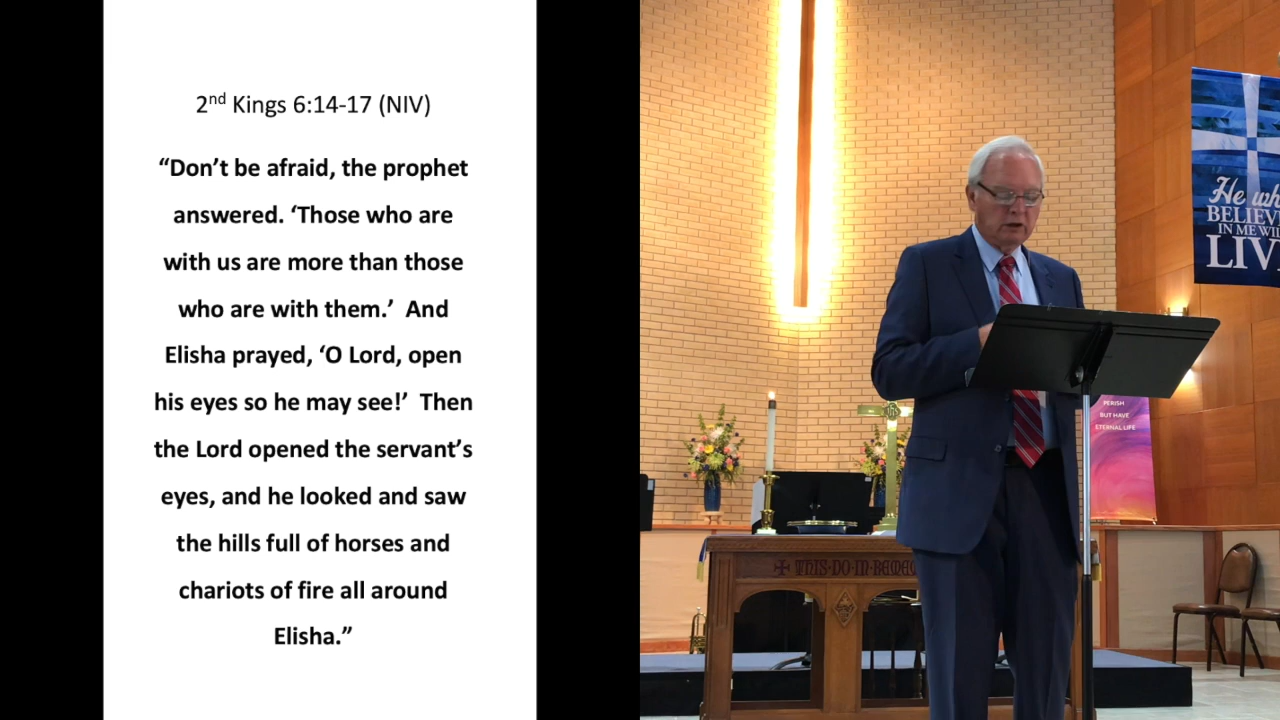 2nd Kings 6:14-17 (NIV)
“Don’t be afraid, the prophet
answered. ‘Those who are
with us are more than those
who are with them.’  And
Elisha prayed, ‘O Lord, open
his eyes so he may see!’  Then
the Lord opened the servant’s
eyes, and he looked and saw
the hills full of horses and
chariots of fire all around
Elisha.”
He wh
BELIEV
IN ME WIL
LIV
PERISH
BUT HAVE
ETERNAL LIFE
THIS·DO·IN·REMEM